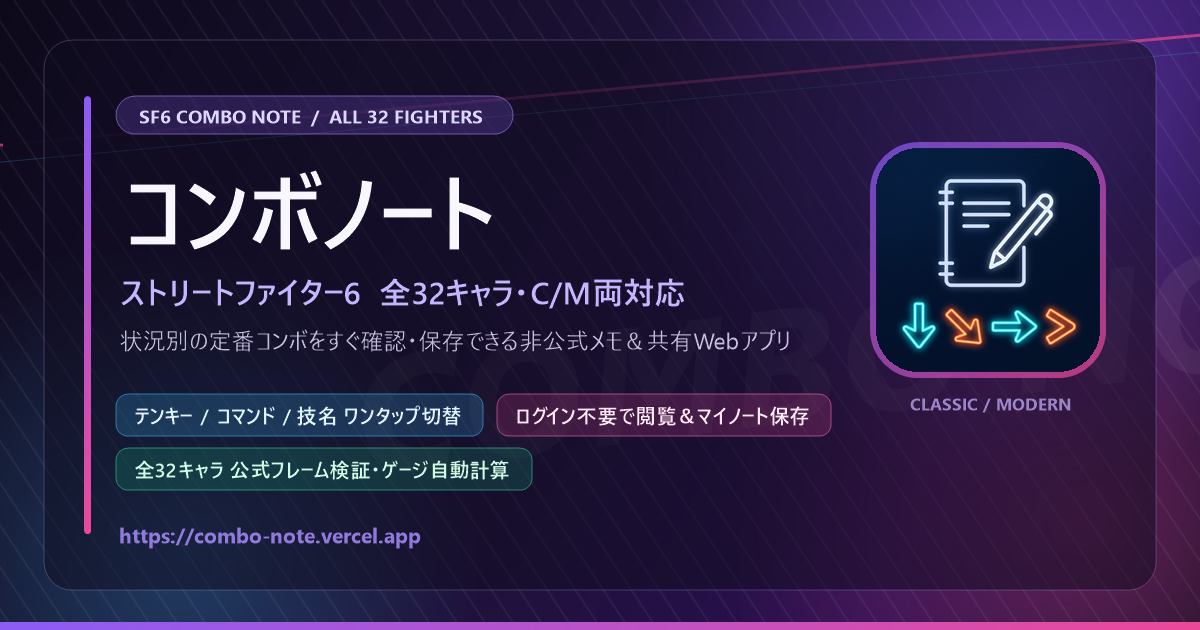 SF6 COMBO NOTE / ALL 32 FIGHTERS
コンボノート
ストリートファイター6 全32キャラ・C/M両対応
状況別の定番コンボをすぐ確認・保存できる非公式メモ＆共有Webアプリ
テンキー / コマンド / 技名 ワンタップ切替
ログイン不要で閲覧＆マイノート保存
全32キャラ 公式フレーム検証・ゲージ自動計算
https://combo-note.vercel.app
CLASSIC / MODERN
COMBO NO